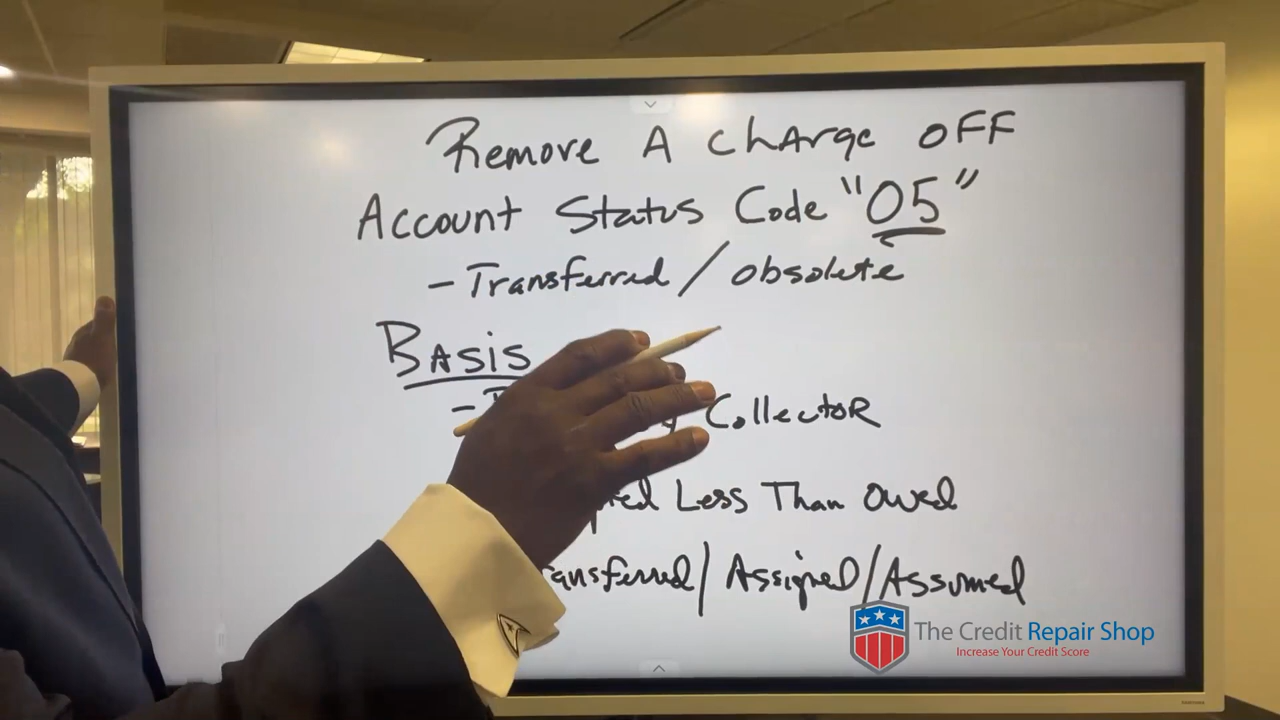 Remove A Charge OFF
Account Status Code "05"
- Transferred / obsolete
BASIS
- Collector
Less Than Owed
/ Assigned / Assumed
The Credit Repair Shop
Increase Your Credit Score